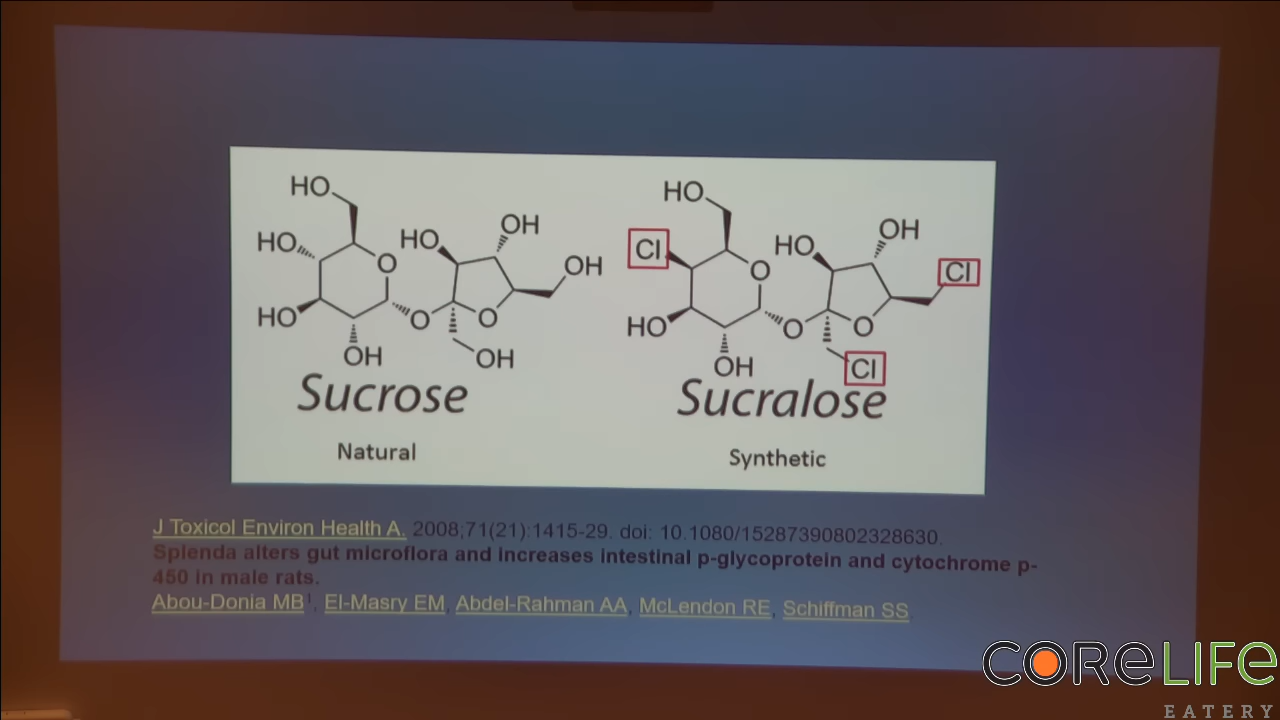 HO
HO
HO
OH
O
O
HO
OH
OH
O
OH
Sucrose
Natural
HO
Cl
HO
OH
O
O
HO
OH
Cl
O
Cl
Sucralose
Synthetic
J Toxicol Environ Health A. 2008;71(21):1415-29. doi: 10.1080/15287390802328630.
Splenda alters gut microflora and increases intestinal p-glycoprotein and cytochrome p-
450 in male rats.
Abou-Donia MB1, El-Masry EM, Abdel-Rahman AA, McLendon RE, Schiffman SS
CORELIFE
EATERY